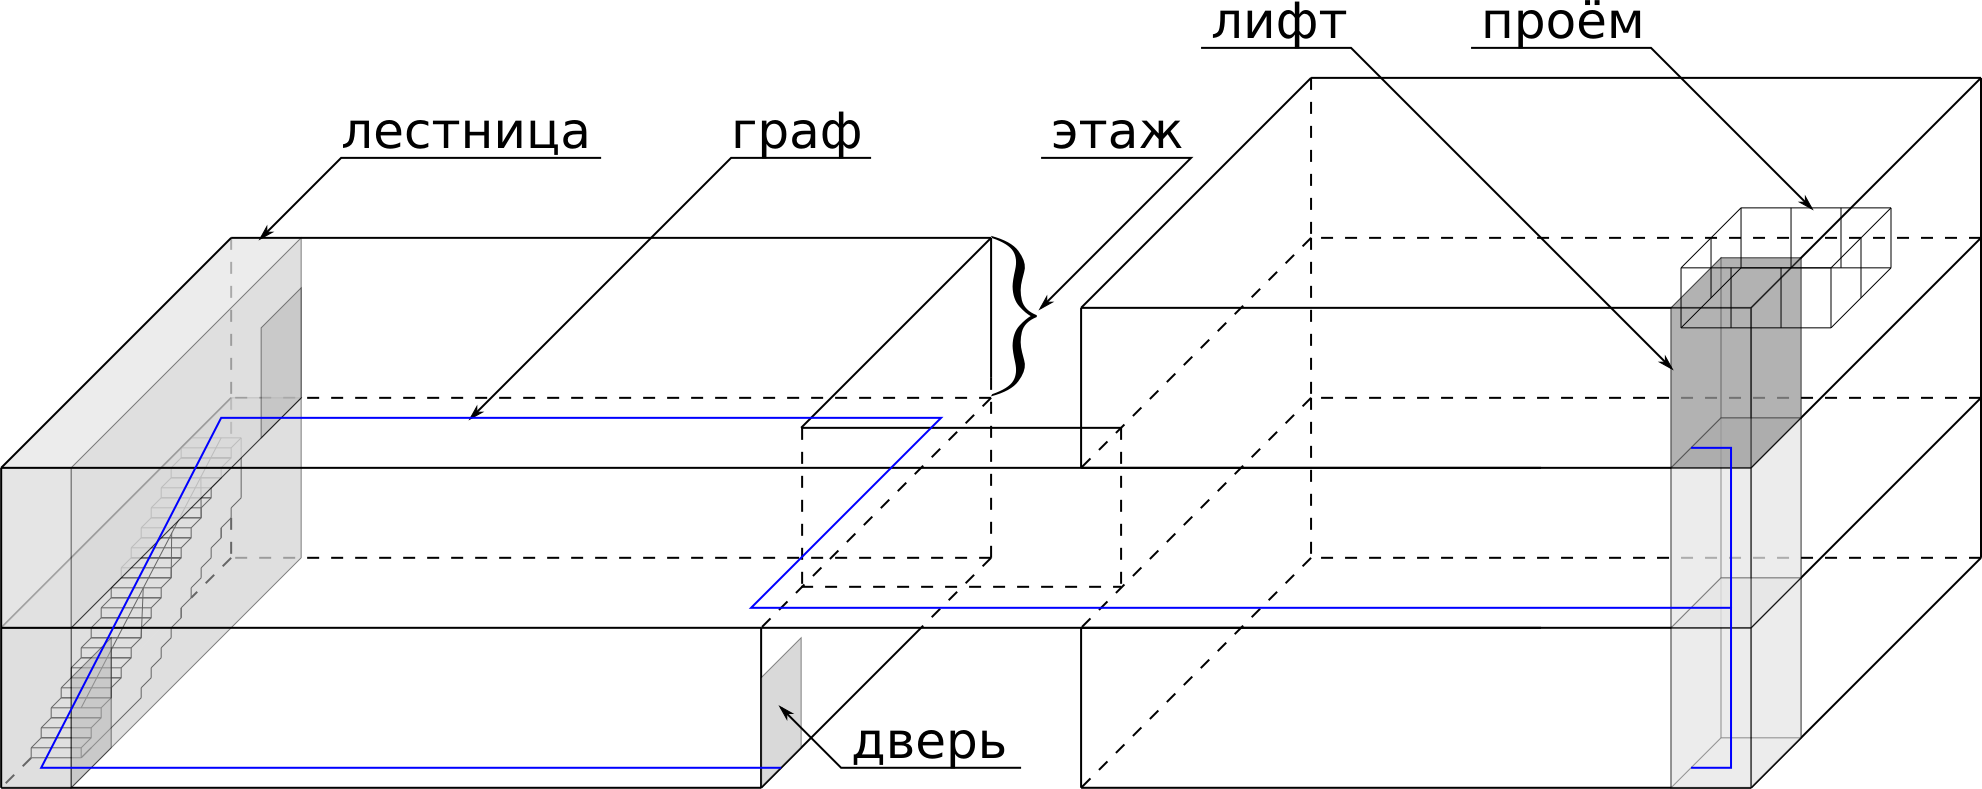 лифт
проём
лестница
граф
этаж
дверь